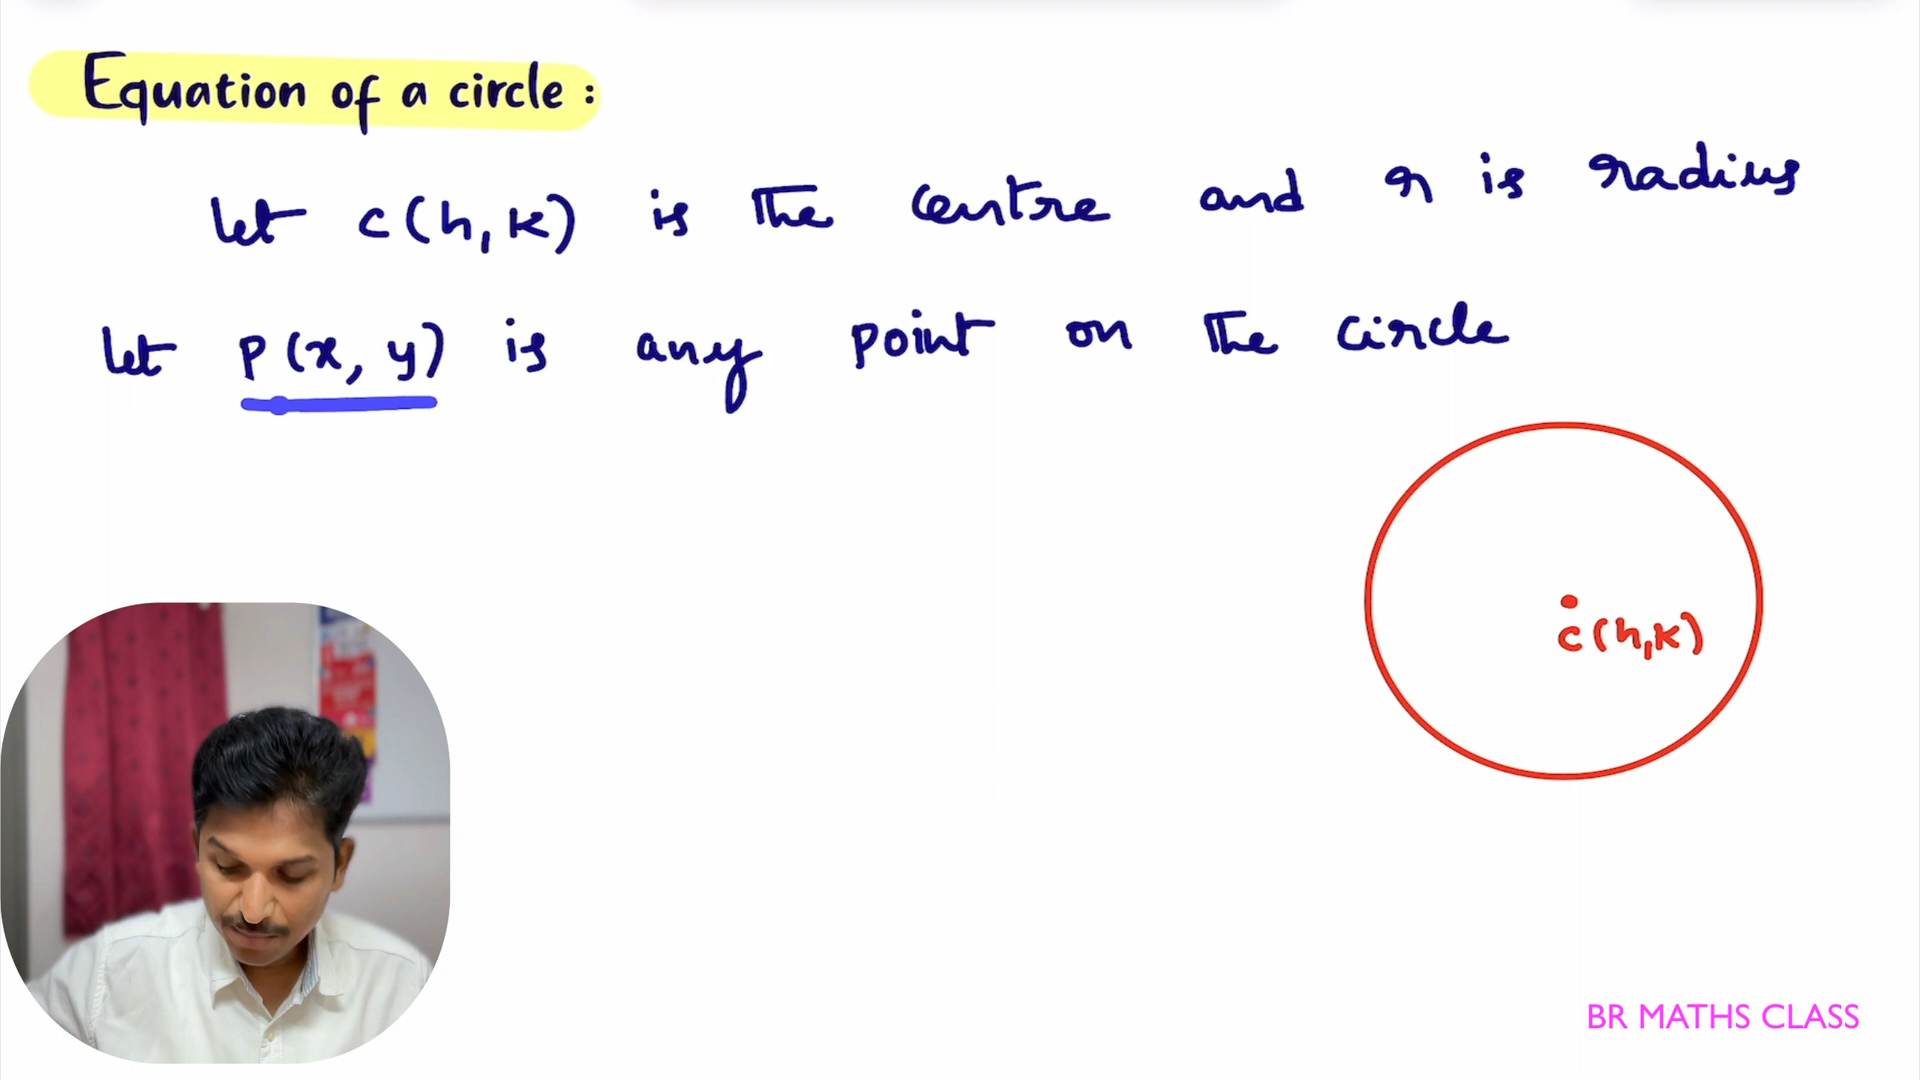 Equation of a circle :
let c(h,k) is the centre and r is radius
let P(x, y) is any point on the circle
c(h,k)
BR MATHS CLASS